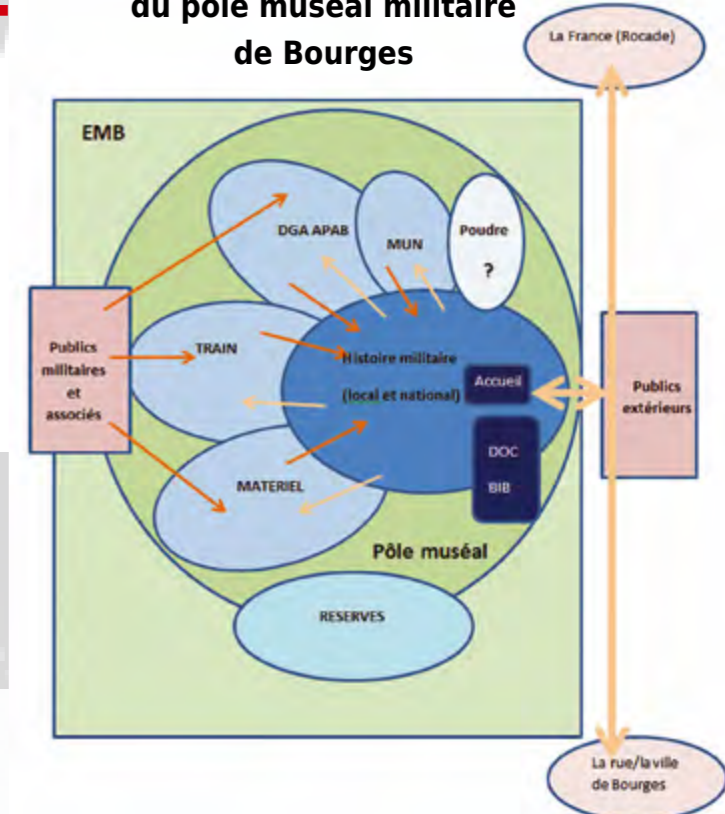 du pôle muséal militaire
de Bourges
La France (Rocade)
EMB
DGA APAB
MUN
Poudre
?
Publics
militaires
et
associés
TRAIN
Histoire militaire
(local et national)
Accueil
Publics
extérieurs
DOC
BIB
MATERIEL
Pôle muséal
RESERVES
La rue/la ville
de Bourges